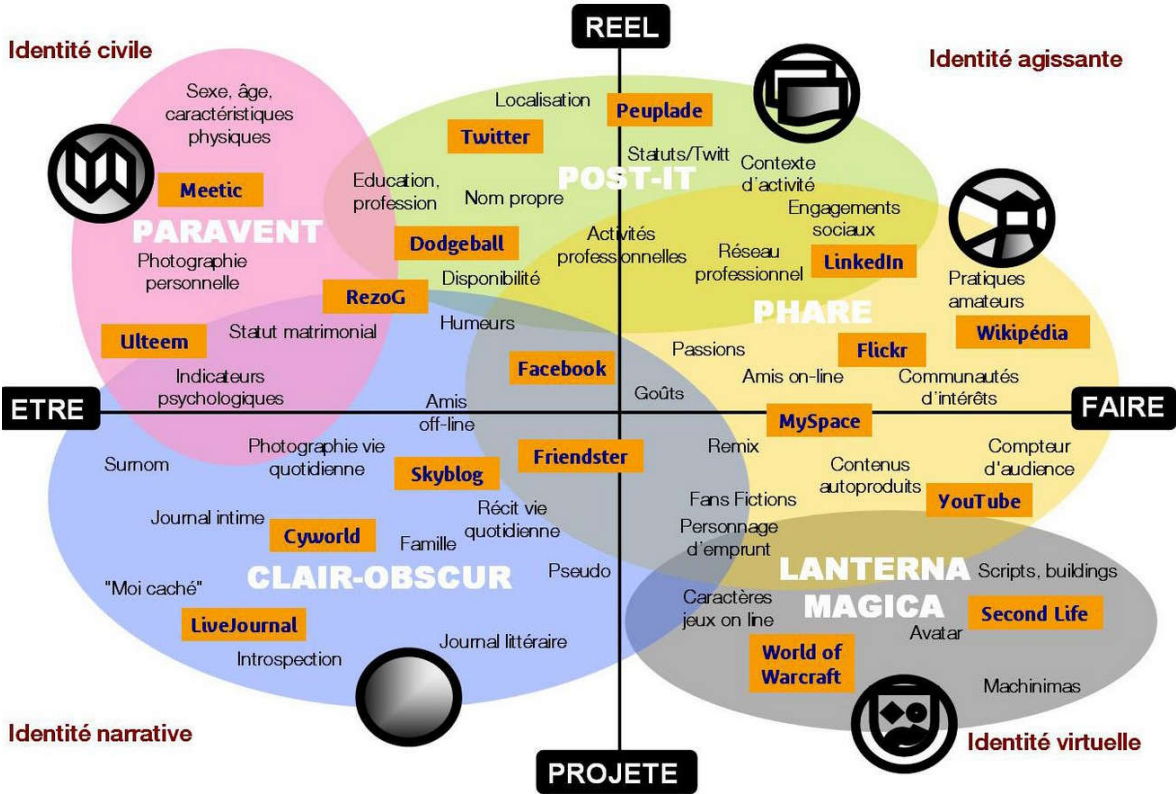 REEL
Identité civile
Identité agissante
Sexe, âge,
caractéristiques
physiques
Localisation
Peuplade
Twitter
Statuts/Twitt
Contexte
d'activité
POST-IT
Meetic
Education,
profession
Nom propre
Engagements
sociaux
PARAVENT
Dodgeball
Activités
professionnelles
Réseau
professionnel
LinkedIn
Photographie
personnelle
Disponibilité
Pratiques
amateurs
RezoG
PHARE
Humeurs
Ulteem
Statut matrimonial
Wikipédia
Passions
Flickr
Facebook
Indicateurs
psychologiques
Amis on-line
Communautés
d'intérêts
Goûts
ETRE
Amis
off-line
FAIRE
MySpace
Surnom
Photographie vie
quotidienne
Skyblog
Friendster
Remix
Contenus
autoproduits
Compteur
d'audience
YouTube
Journal intime
Récit vie
quotidienne
Fans Fictions
Cyworld
Famille
Personnage
d'emprunt
CLAIR-OBSCUR
Pseudo
LANTERNA
MAGICA
Scripts, buildings
"Moi caché"
Caractères
jeux on line
Second Life
LiveJournal
Avatar
Journal littéraire
Introspection
World of
Warcraft
Machinimas
Identité narrative
Identité virtuelle
PROJETE